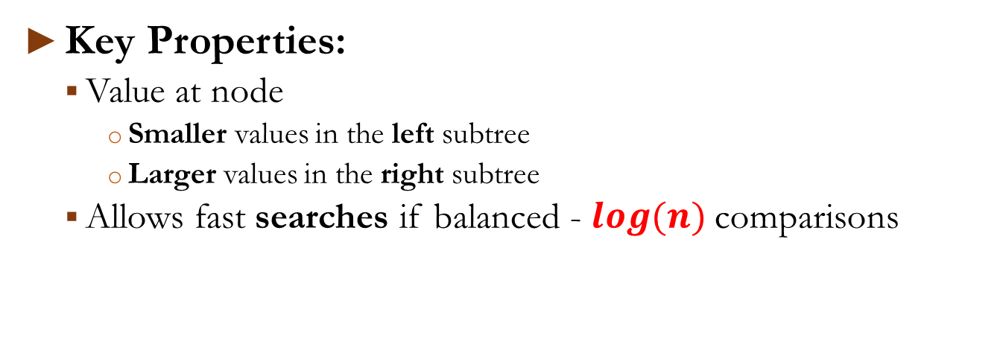 ► Key Properties:
▪ Value at node
○ Smaller values in the left subtree
○ Larger values in the right subtree
▪ Allows fast searches if balanced - log(n) comparisons